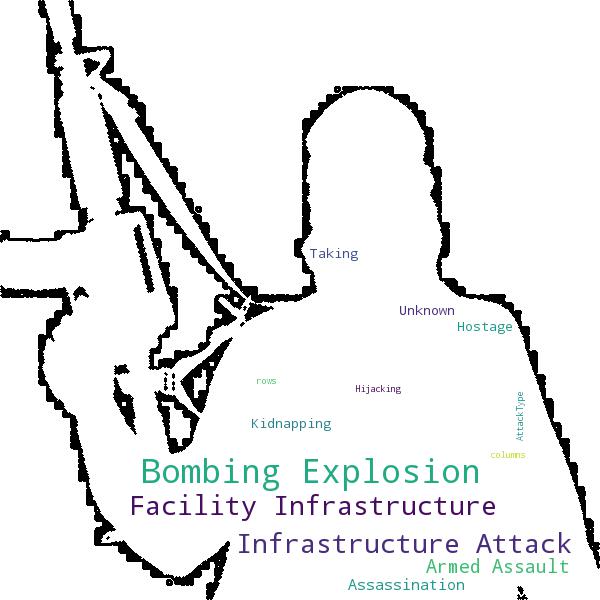 Taking
Unknown
Hostage
rows
Hijacking
AttackType
Kidnapping
columns
Bombing Explosion
Facility Infrastructure
Infrastructure Attack
Armed Assault
Assassination